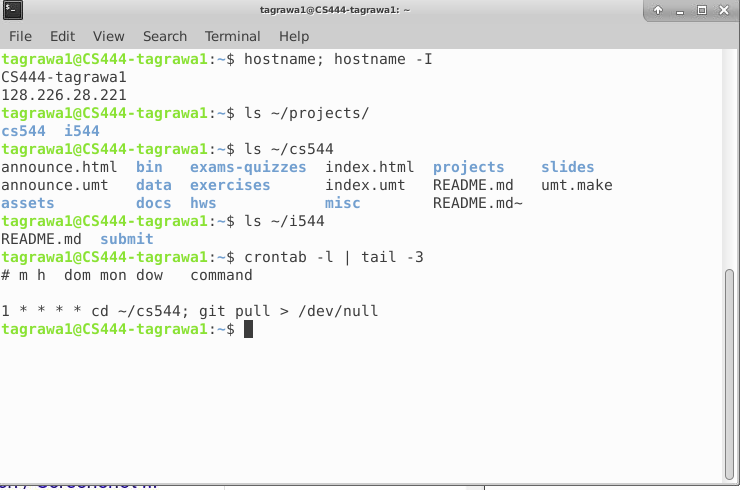 tagrawa1@CS444-tagrawa1: ~
File Edit View Search Terminal Help
tagrawa1@CS444-tagrawa1:~$ hostname; hostname -I
CS444-tagrawa1
128.226.28.221
tagrawa1@CS444-tagrawa1:~$ ls ~/projects/
cs544 i544
tagrawa1@CS444-tagrawa1:~$ ls ~/cs544
announce.html bin exams-quizzes index.html projects slides
announce.umt data exercises index.umt README.md umt.make
assets docs hws misc README.md~
tagrawa1@CS444-tagrawa1:~$ ls ~/i544
README.md submit
tagrawa1@CS444-tagrawa1:~$ crontab -l | tail -3
# m h dom mon dow command
1 * * * * cd ~/cs544; git pull > /dev/null
tagrawa1@CS444-tagrawa1:~$